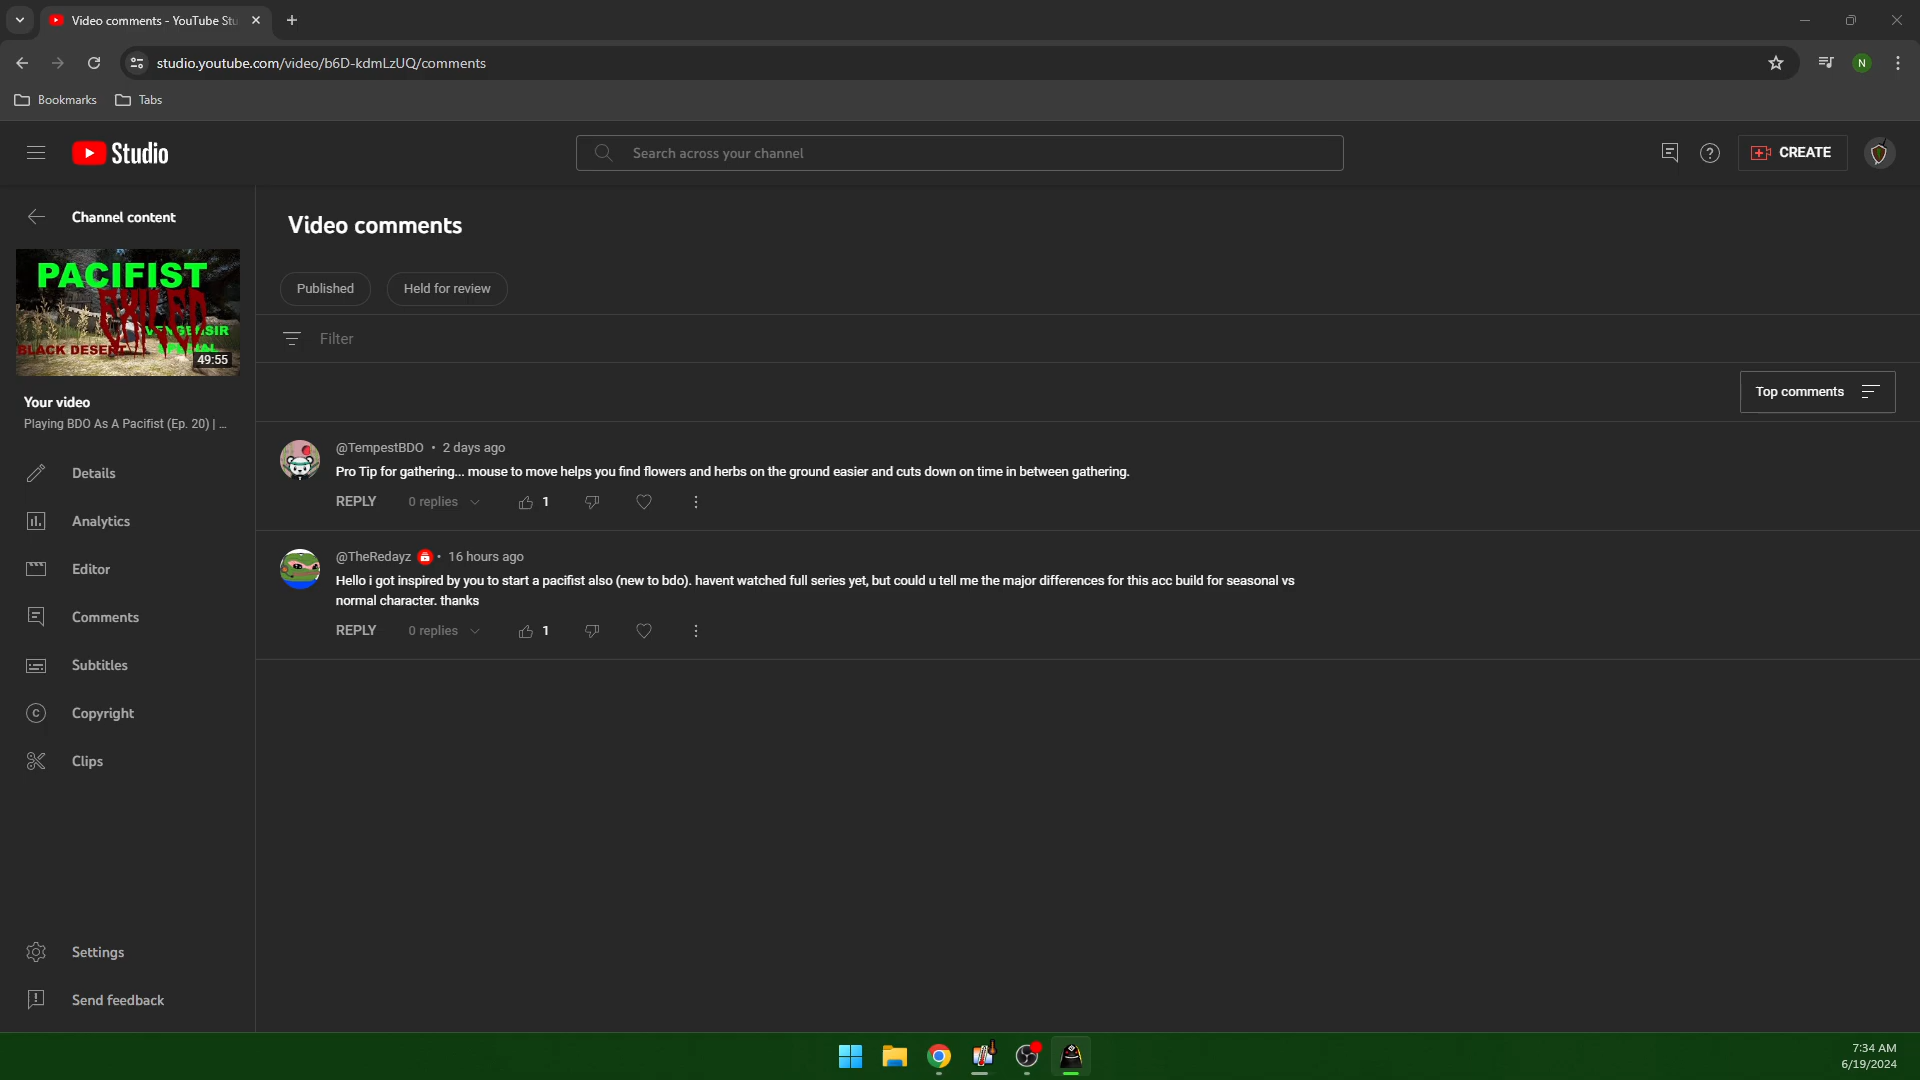 Video comments - YouTube Stu
studio.youtube.com/video/b6D-kdmLzUQ/comments
N
Bookmarks
Tabs
Studio
Search across your channel
CREATE
Channel content
PACIFIST
EXILED
BLACK DESERT
49:55
Your video
Playing BDO As A Pacifist (Ep. 20) | ...
Details
Analytics
Editor
Comments
Subtitles
Copyright
Clips
Settings
Send feedback
Video comments
Published
Held for review
Filter
Top comments
@TempestBDO • 2 days ago
Pro Tip for gathering... mouse to move helps you find flowers and herbs on the ground easier and cuts down on time in between gathering.
REPLY 0 replies 1
@TheRedayz • 16 hours ago
Hello i got inspired by you to start a pacifist also (new to bdo). havent watched full series yet, but could u tell me the major differences for this acc build for seasonal vs
normal character. thanks
REPLY 0 replies 1
7:34 AM
6/19/2024